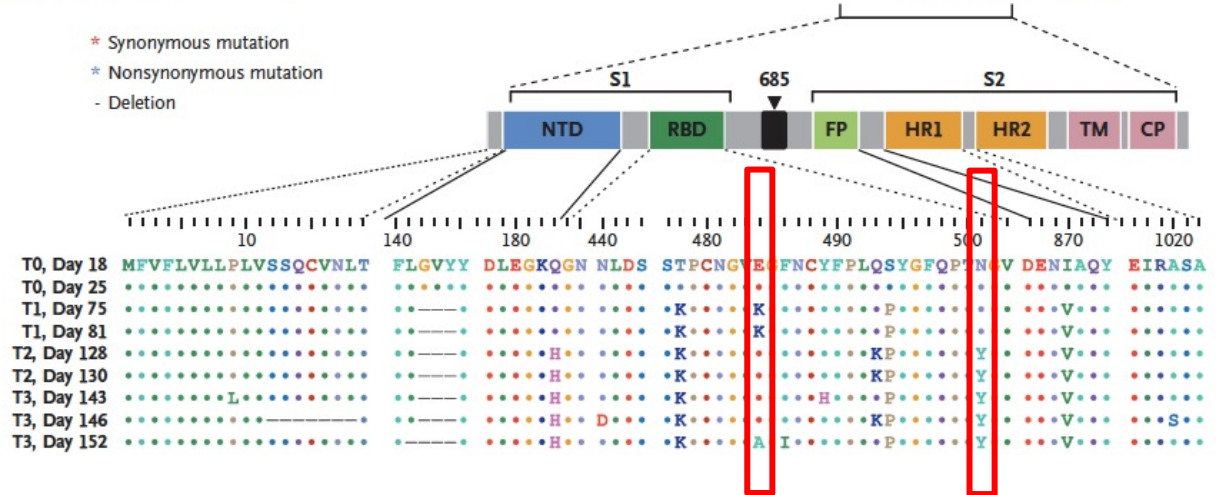 * Synonymous mutation
* Nonsynonymous mutation
- Deletion
S1 685 S2
NTD RBD FP HR1 HR2 TM CP
10 140 180 440 480 490 500 870 1020
T0, Day 18 MFVFLVLLPLVSSQCVNLT FLGVYY DLEGKQGN NLDS STPCNGVEGFNCYFPLQSYGFQPTNGV DENIAQY EIRASA
T0, Day 25
T1, Day 75 --- K K P V
T1, Day 81 K K
T2, Day 128 --- H K KP Y V
T2, Day 130 --- H K KP Y V
T3, Day 143 L --- H K H P Y V
T3, Day 146 ------- --- H D K KP Y V S
T3, Day 152 ---- H K A I P Y V